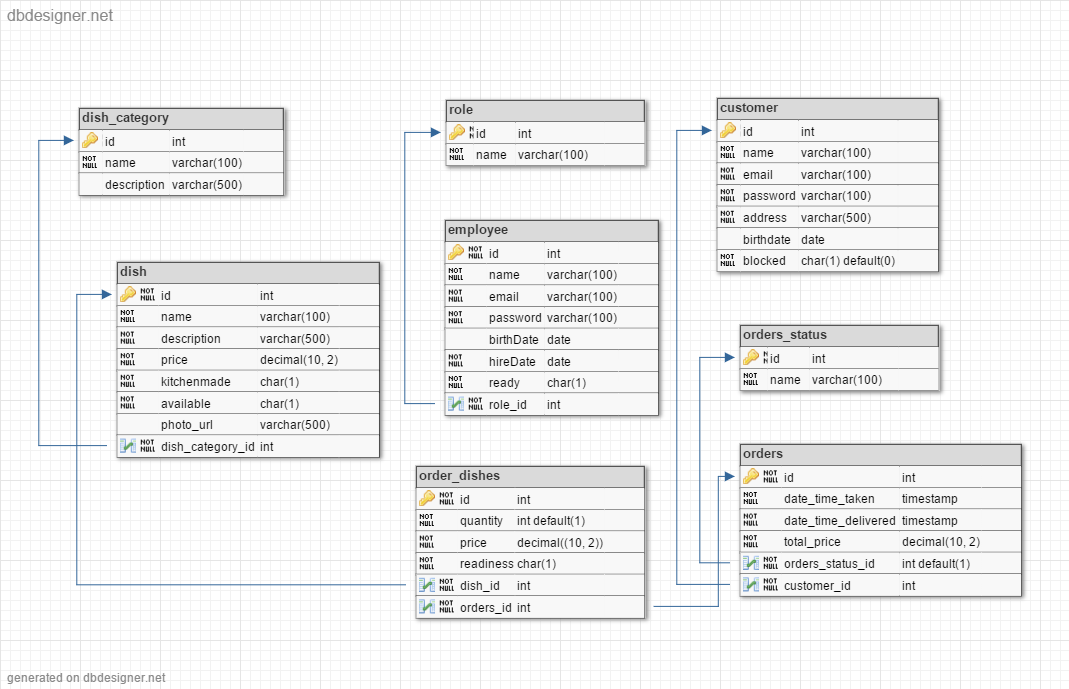 dbdesigner.net
dish_category
id int
NOT NULL name varchar(100)
description varchar(500)
role
N N id int
NOT NULL name varchar(100)
customer
id int
NOT NULL name varchar(100)
NOT NULL email varchar(100)
NOT NULL password varchar(100)
NOT NULL address varchar(500)
birthdate date
NOT NULL blocked char(1) default(0)
employee
NOT NULL id int
NOT NULL name varchar(100)
NOT NULL email varchar(100)
NOT NULL password varchar(100)
birthDate date
NOT NULL hireDate date
NOT NULL ready char(1)
NOT NULL role_id int
dish
NOT NULL id int
NOT NULL name varchar(100)
NOT NULL description varchar(500)
NOT NULL price decimal(10, 2)
NOT NULL kitchenmade char(1)
NOT NULL available char(1)
photo_url varchar(500)
NOT NULL dish_category_id int
orders_status
N N id int
NOT NULL name varchar(100)
orders
NOT NULL id int
NOT NULL date_time_taken timestamp
NOT NULL date_time_delivered timestamp
NOT NULL total_price decimal(10, 2)
NOT NULL orders_status_id int default(1)
NOT NULL customer_id int
order_dishes
NOT NULL id int
NOT NULL quantity int default(1)
NOT NULL price decimal((10, 2))
NOT NULL readiness char(1)
NOT NULL dish_id int
NOT NULL orders_id int
generated on dbdesigner.net